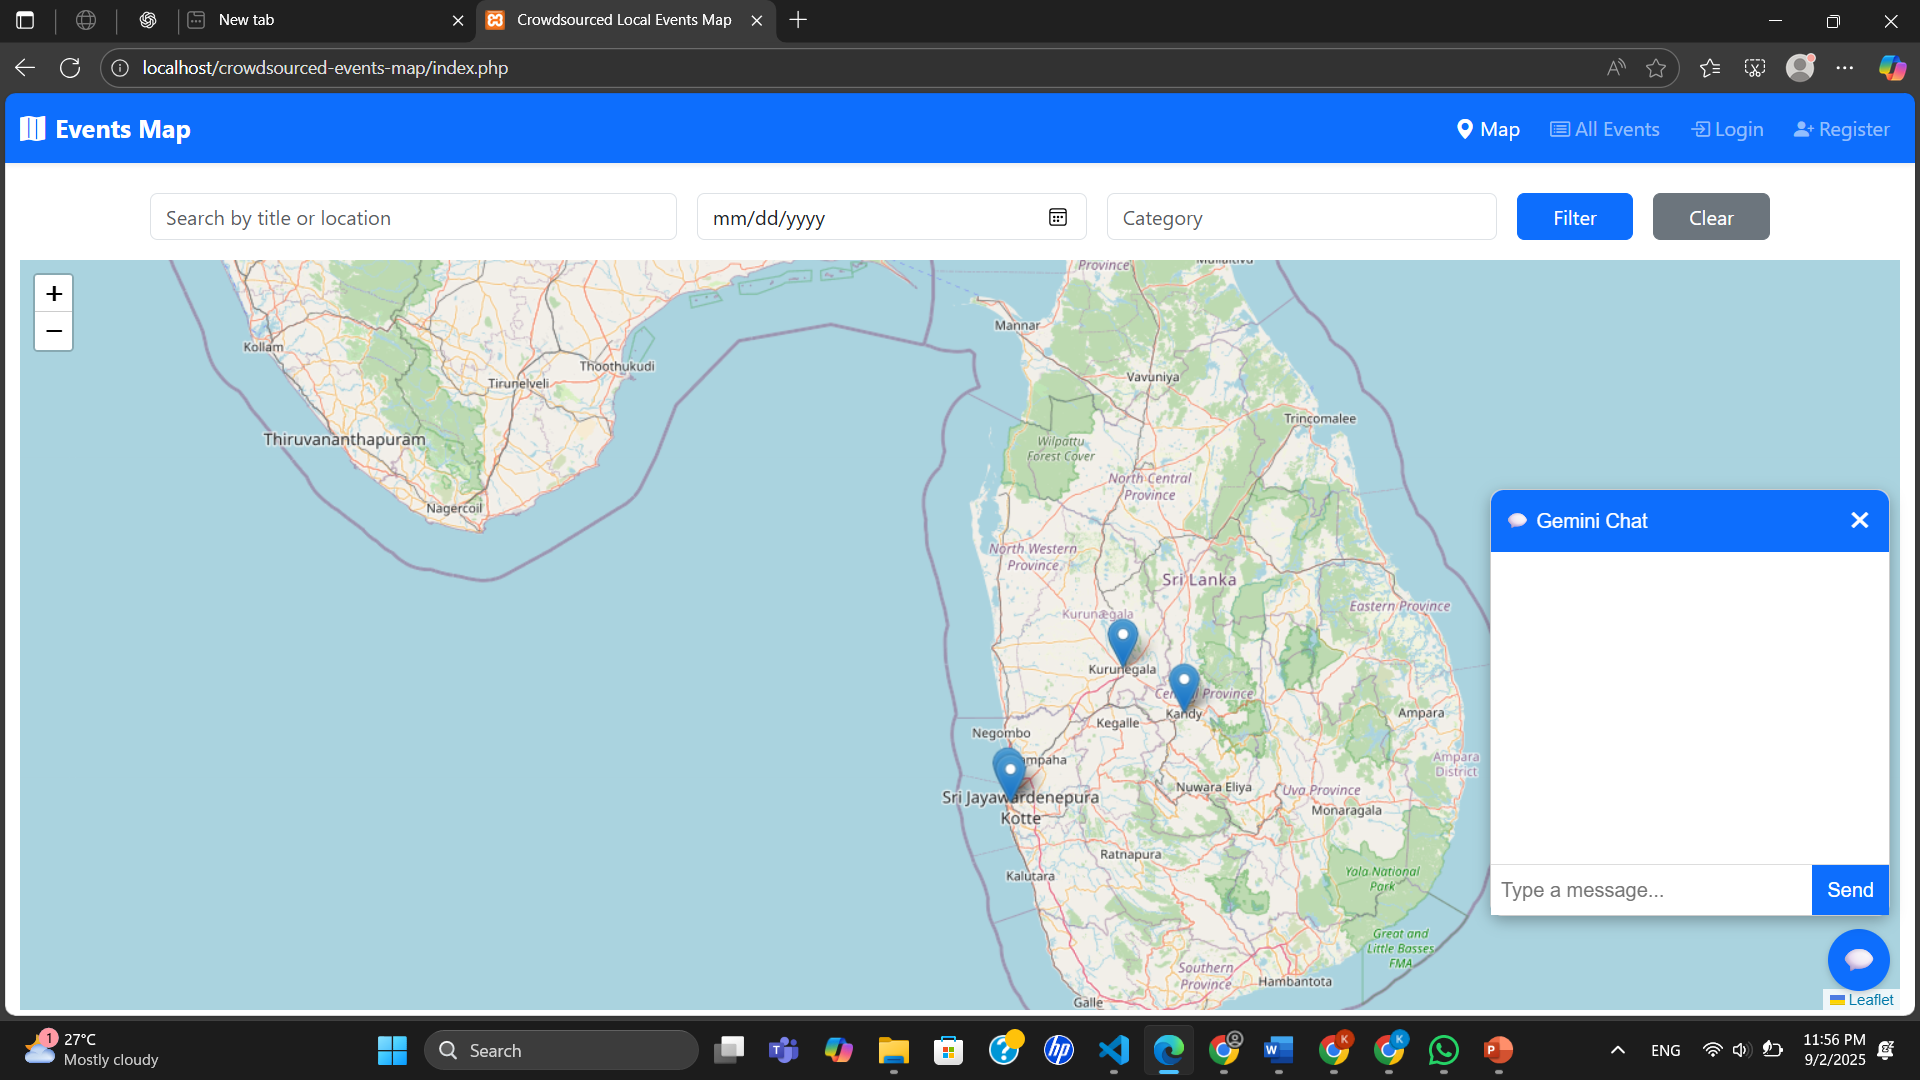 New tab
Crowdsourced Local Events Map
localhost/crowdsourced-events-map/index.php
Events Map
Map
All Events
Login
Register
Search by title or location
mm/dd/yyyy
Category
Filter
Clear
+
−
Province
Mullaitivu
Mannar
Kollam
Thoothukudi
Tirunelveli
Vavuniya
Trincomalee
Thiruvananthapuram
Wilpattu
Forest Cover
North Central
Province
Nagercoil
Gemini Chat
North Western
Province
Sri Lanka
Eastern Province
Kurunægala
Kurunegala
Central Province
Kandy
Ampara
Kegalle
Negombo
Gampaha
Ampara
District
Nuwara Eliya
Uva Province
Sri Jayawardenepura
Kotte
Monaragala
Ratnapura
Kalutara
Yala National
Park
Type a message...
Send
Great and
Little Basses
FMA
Southern
Province
Hambantota
Galle
Leaflet
1
27°C
Mostly cloudy
Search
ENG
11:56 PM
9/2/2025